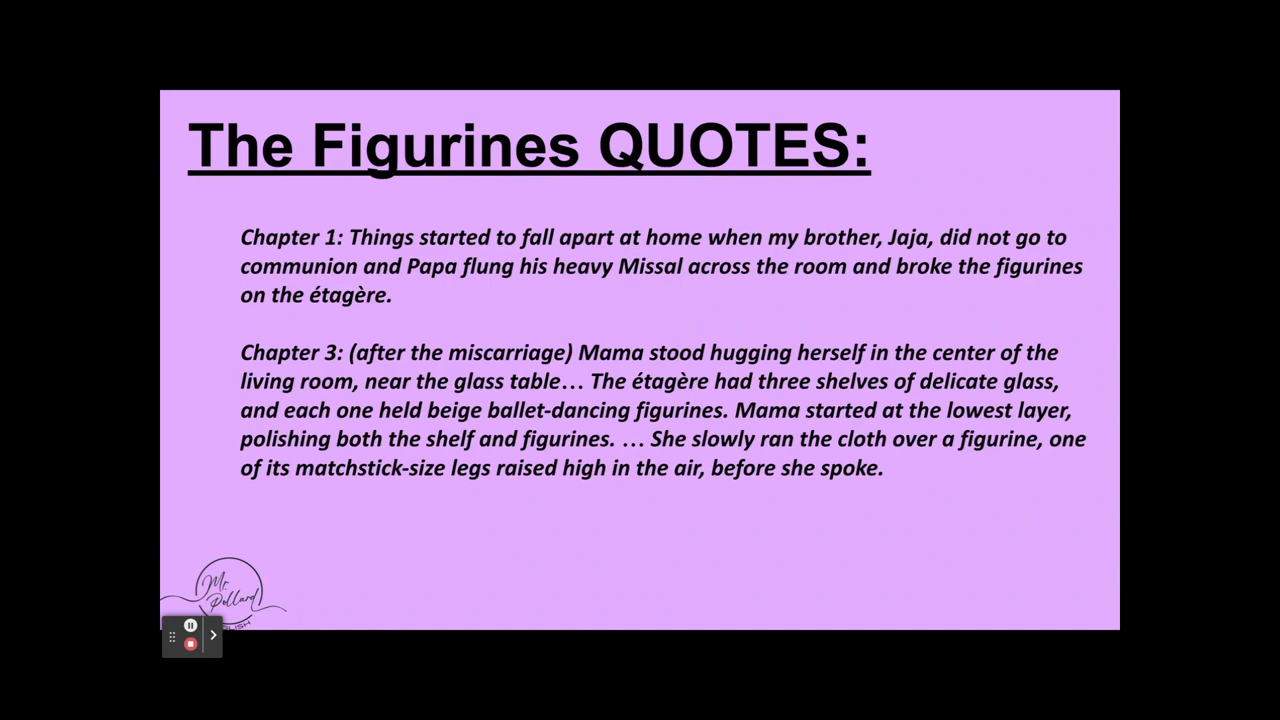 The Figurines QUOTES:
Chapter 1: Things started to fall apart at home when my brother, Jaja, did not go to
communion and Papa flung his heavy Missal across the room and broke the figurines
on the étagère.
Chapter 3: (after the miscarriage) Mama stood hugging herself in the center of the
living room, near the glass table… The étagère had three shelves of delicate glass,
and each one held beige ballet-dancing figurines. Mama started at the lowest layer,
polishing both the shelf and figurines. … She slowly ran the cloth over a figurine, one
of its matchstick-size legs raised high in the air, before she spoke.
Mr.
Pollard